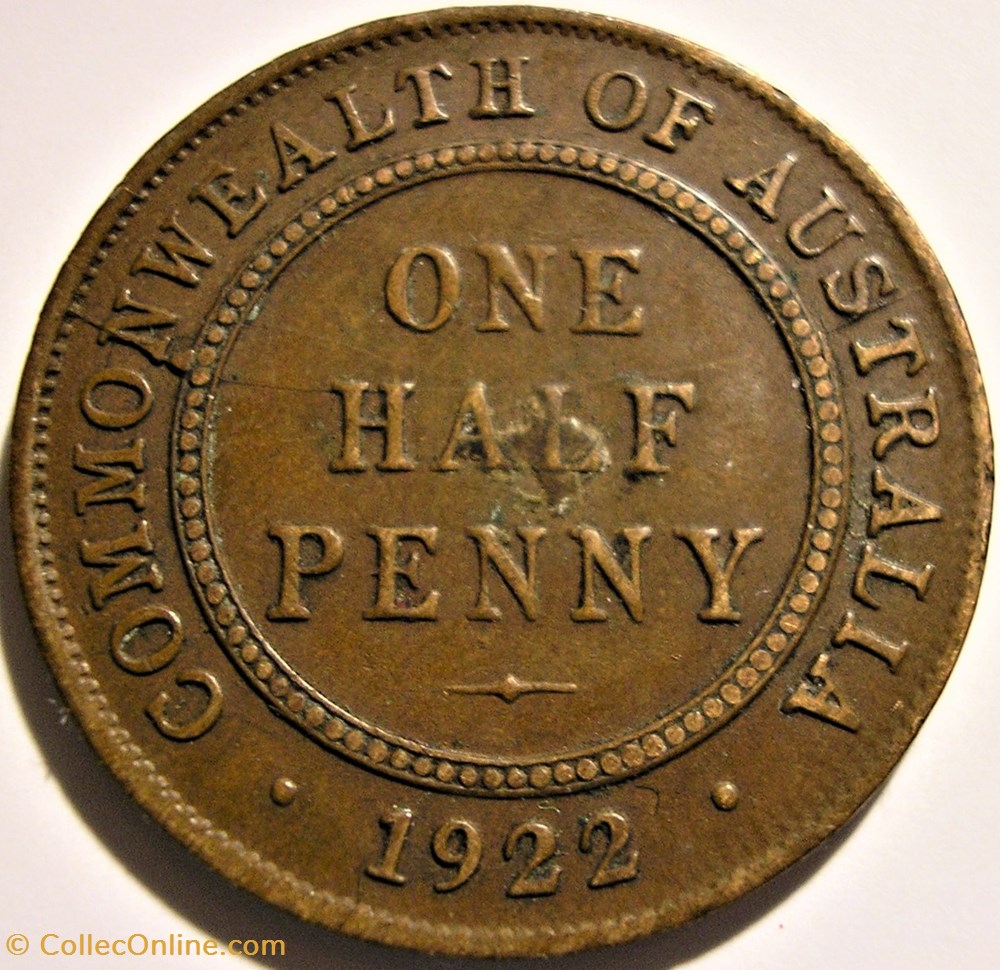 COMMONWEALTH OF AUSTRALIA
ONE
HALF
PENNY
· 1922 ·
© CollecOnline.com